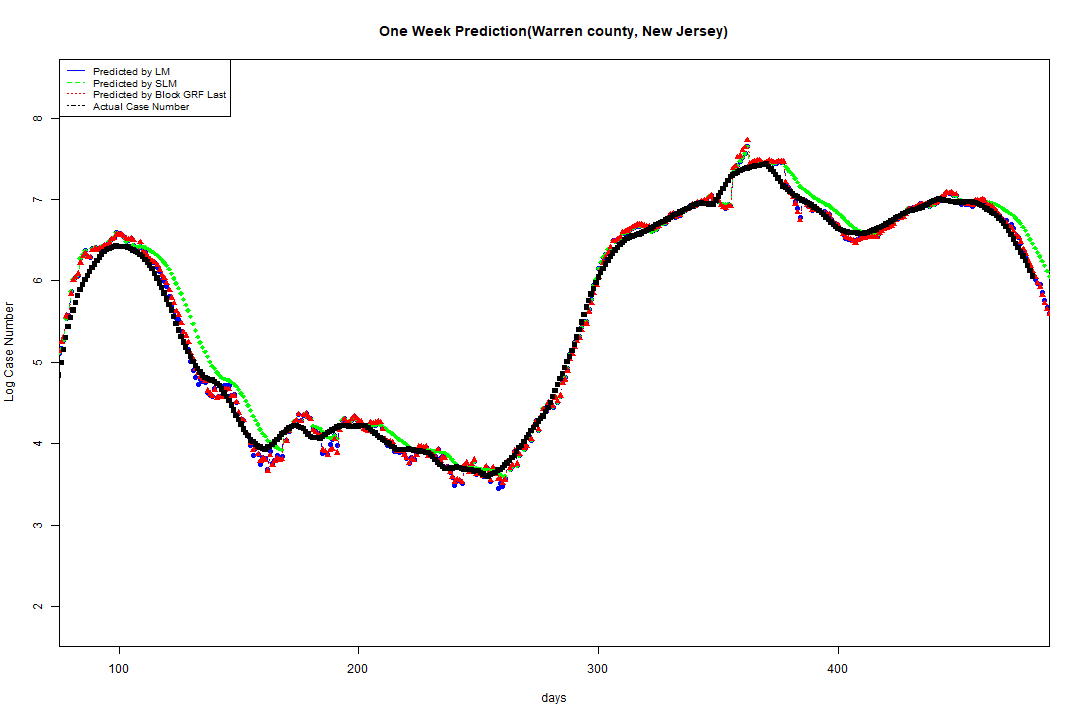 One Week Prediction(Warren county, New Jersey)
Predicted by LM
Predicted by SLM
Predicted by Block GRF Last
Actual Case Number
8
7
6
5
4
3
2
Log Case Number
100
200
300
400
days